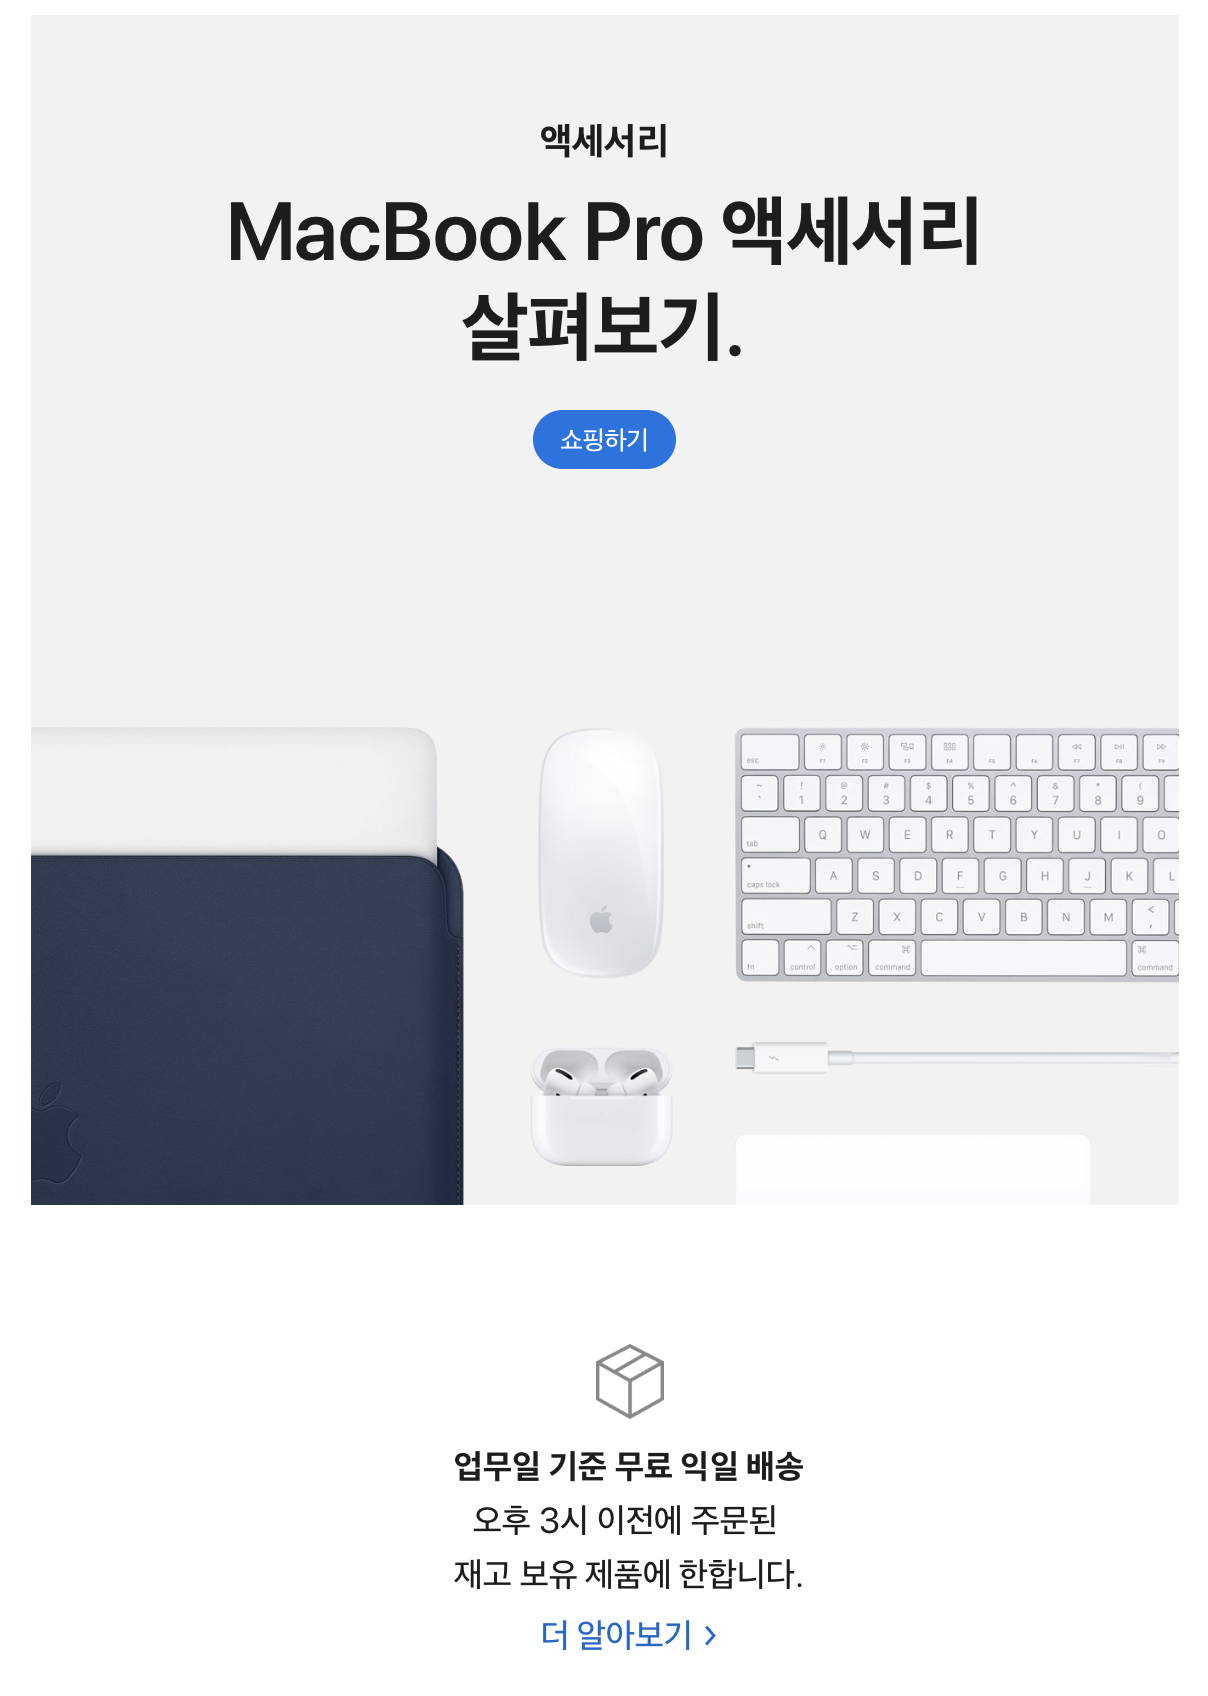 액세서리
MacBook Pro 액세서리
살펴보기.
쇼핑하기
esc F1 F2 F3 F4 F5 F6 F7 F8 F9
~ ! @ # $ % ^ & * (
` 1 2 3 4 5 6 7 8 9
tab Q W E R T Y U I O
caps lock A S D F G H J K L
shift Z X C V B N M < ,
fn control option command command
업무일 기준 무료 익일 배송
오후 3시 이전에 주문된
재고 보유 제품에 한합니다.
더 알아보기 >